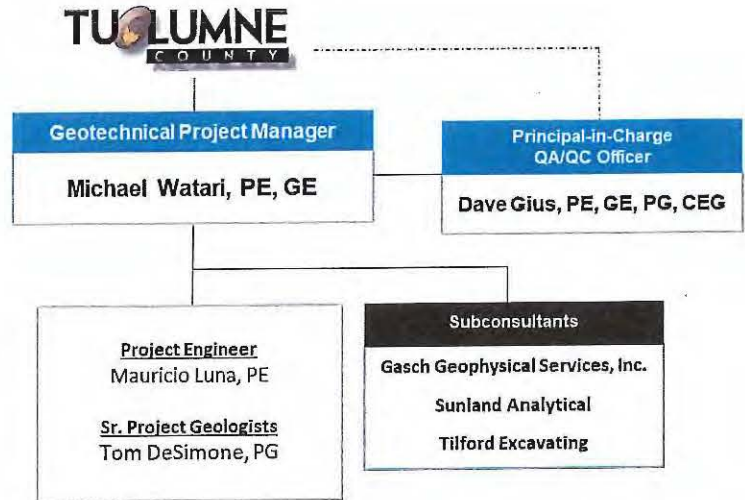 TUOLUMNE
COUNTY
Geotechnical Project Manager
Michael Watari, PE, GE
Principal-in-Charge
QA/QC Officer
Dave Gius, PE, GE, PG, CEG
Project Engineer
Mauricio Luna, PE
Sr. Project Geologists
Tom DeSimone, PG
Subconsultants
Gasch Geophysical Services, Inc.
Sunland Analytical
Tilford Excavating